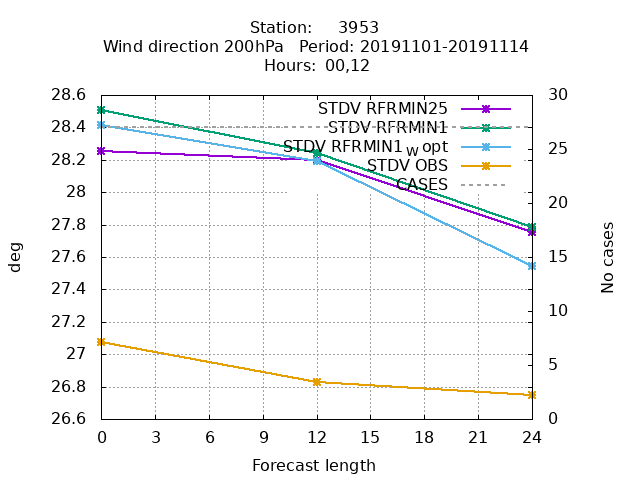 Station:     3953
Wind direction 200hPa   Period: 20191101-20191114
Hours:  00,12
28.6
28.4
28.2
28
27.8
27.6
27.4
27.2
27
26.8
26.6
deg
30
25
20
15
10
5
0
No cases
STDV RFRMIN25
STDV RFRMIN1
STDV RFRMIN1_w opt
STDV OBS
CASES
0 3 6 9 12 15 18 21 24
Forecast length